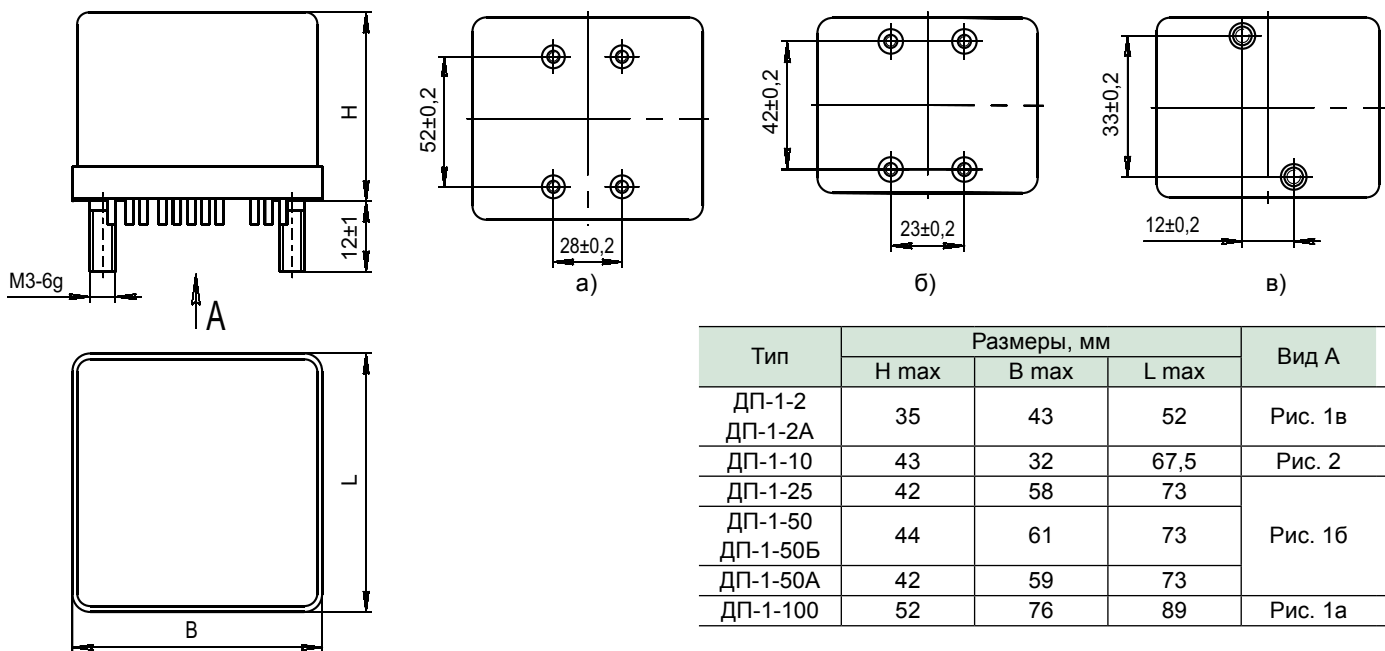 H
12±1
M3-6g
A
L
B
52±0,2
28±0,2
а)
42±0,2
23±0,2
б)
33±0,2
12±0,2
в)
Тип Размеры, мм Вид А
H max B max L max
ДП-1-2
ДП-1-2А 35 43 52 Рис. 1в
ДП-1-10 43 32 67,5 Рис. 2
ДП-1-25 42 58 73
ДП-1-50
ДП-1-50Б 44 61 73 Рис. 1б
ДП-1-50А 42 59 73
ДП-1-100 52 76 89 Рис. 1а